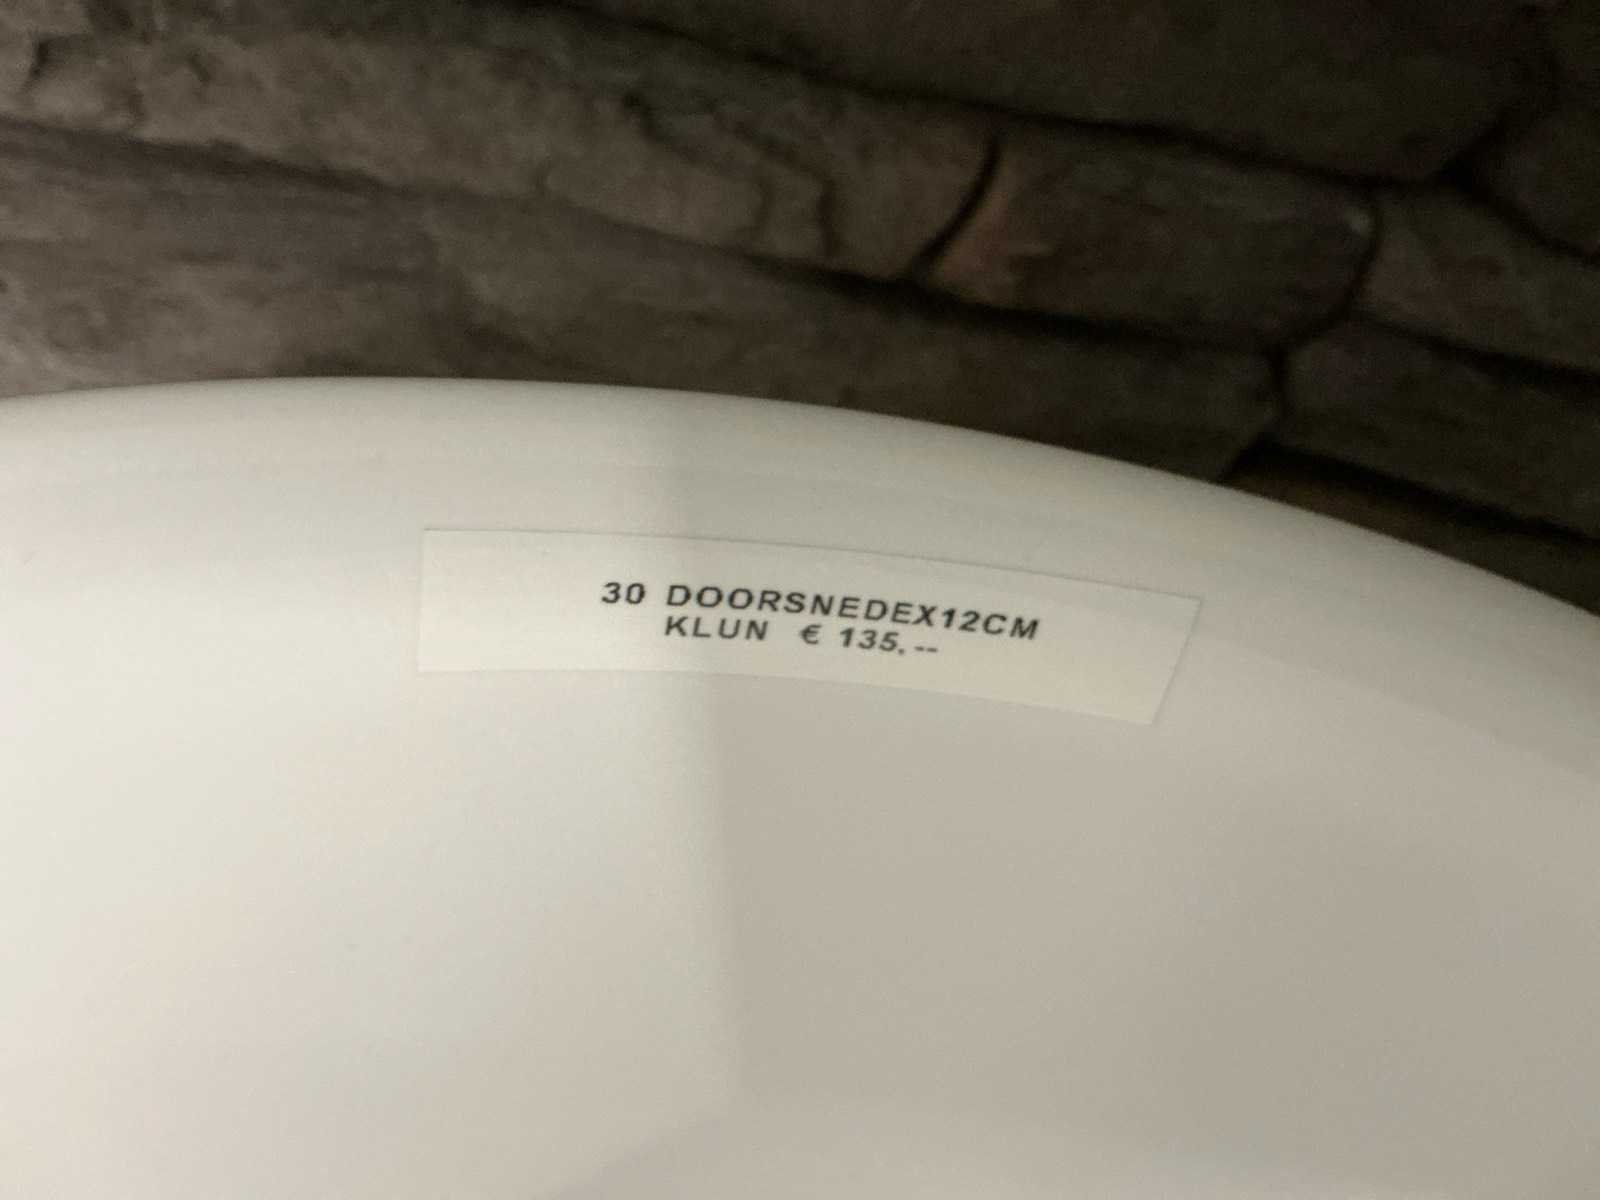 30 DOORSNEDEX12CM
KLUN € 135,--